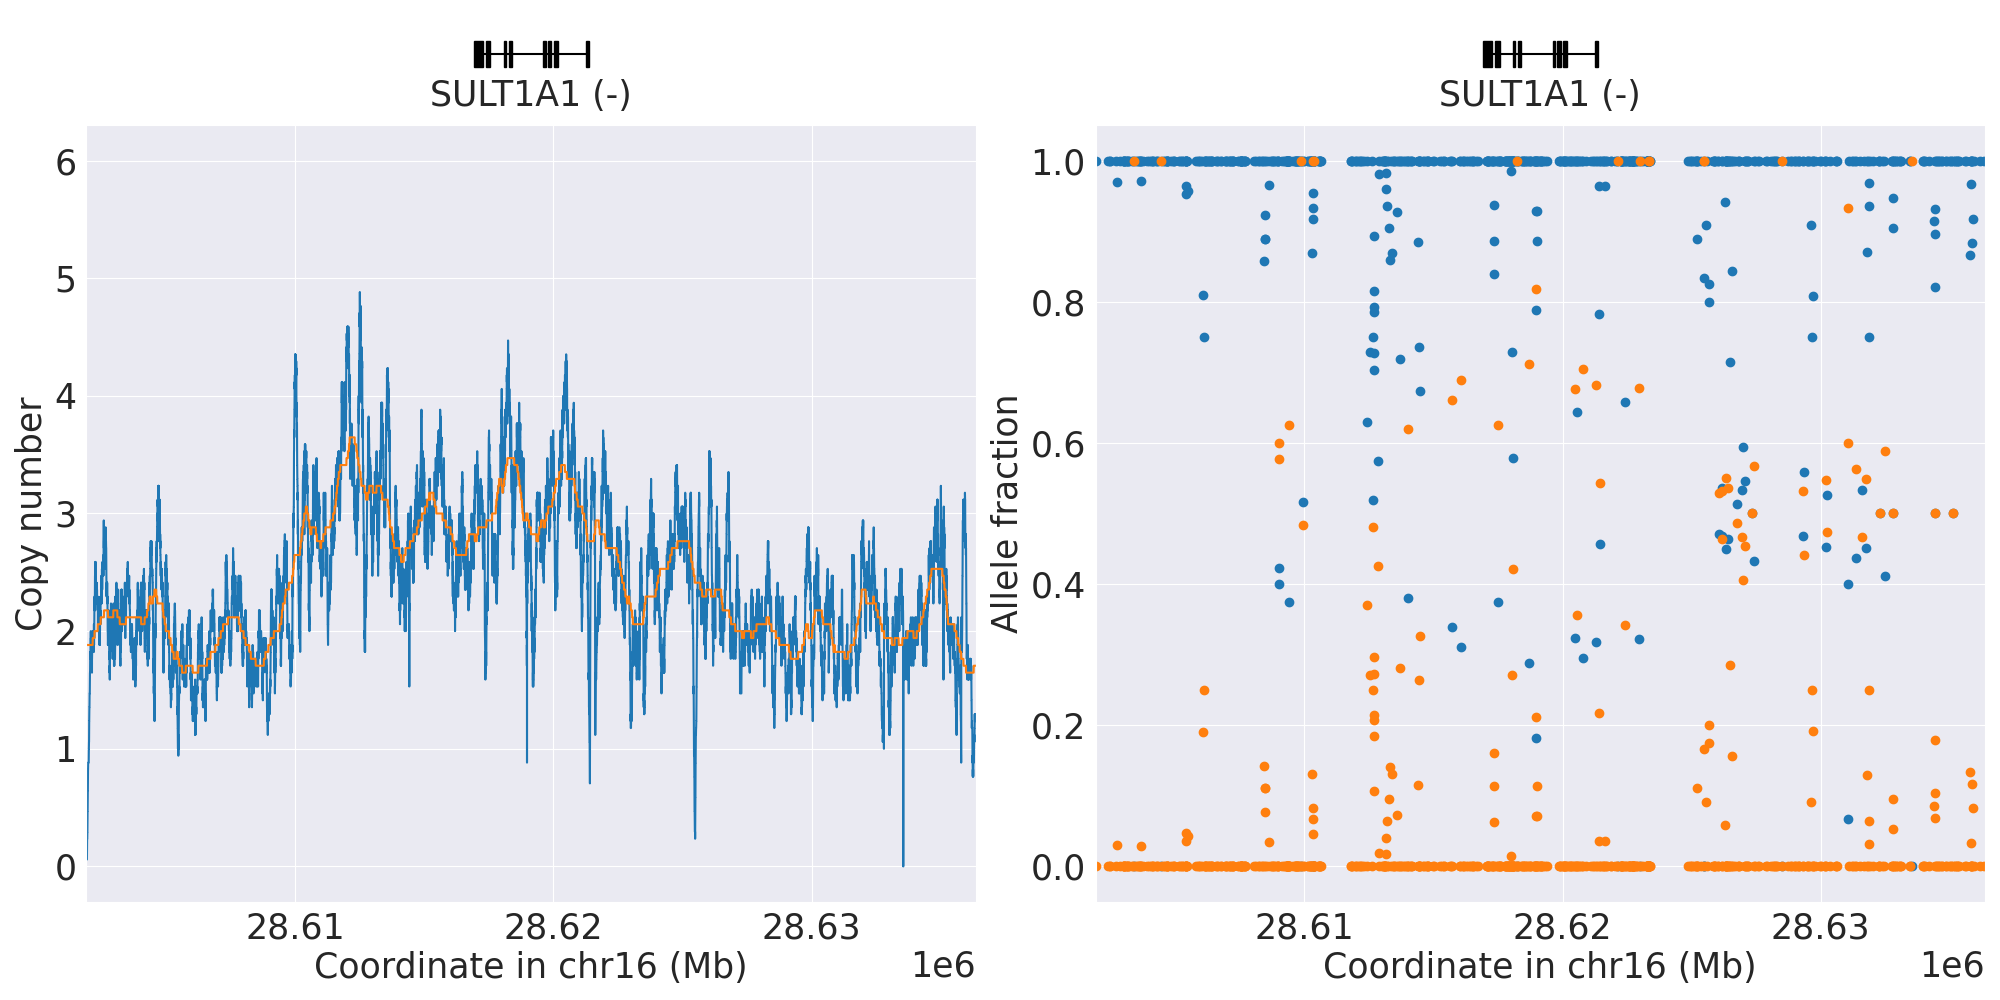 SULT1A1 (-)
6
5
4
3
2
1
0
Copy number
28.61
28.62
28.63
Coordinate in chr16 (Mb)
1e6
SULT1A1 (-)
1.0
0.8
0.6
0.4
0.2
0.0
Allele fraction
28.61
28.62
28.63
Coordinate in chr16 (Mb)
1e6